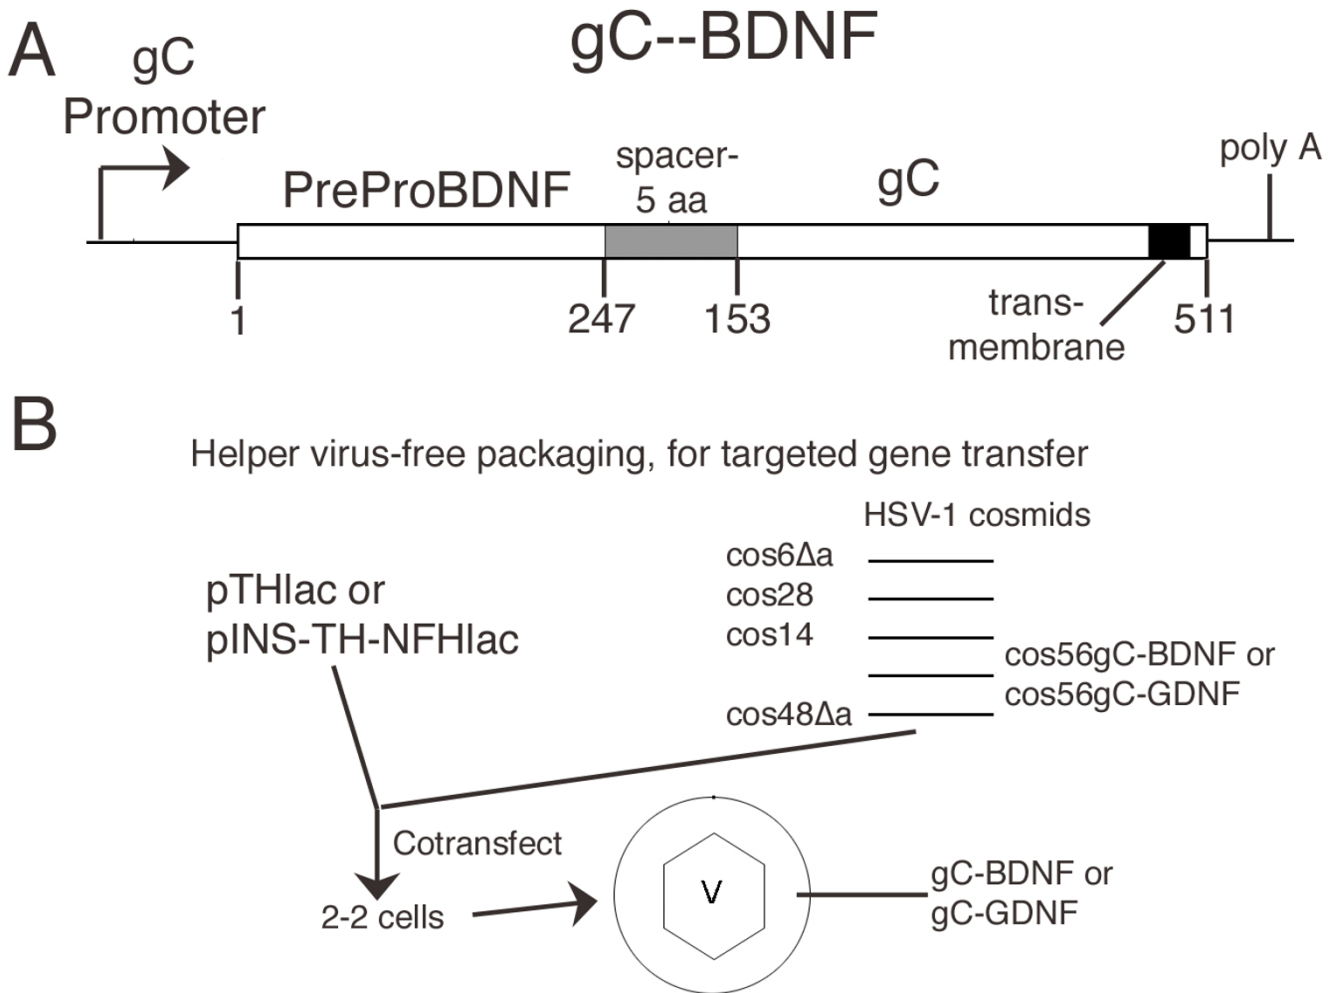 A
gC--BDNF
gC
Promoter
PreProBDNF
spacer-
5 aa
gC
poly A
1
247
153
trans-
membrane
511
B
Helper virus-free packaging, for targeted gene transfer
HSV-1 cosmids
pTHlac or
pINS-TH-NFHlac
cos6Δa
cos28
cos14
cos56gC-BDNF or
cos56gC-GDNF
cos48Δa
Cotransfect
2-2 cells
V
gC-BDNF or
gC-GDNF